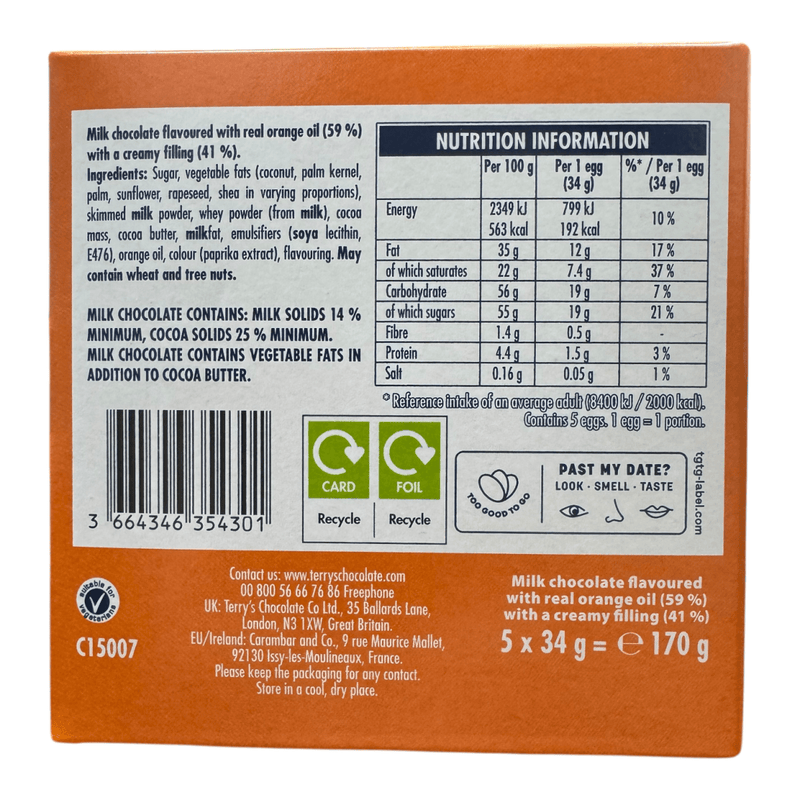 Milk chocolate flavoured with real orange oil (59 %)
with a creamy filling (41 %).
Ingredients: Sugar, vegetable fats (coconut, palm kernel,
palm, sunflower, rapeseed, shea in varying proportions),
skimmed milk powder, whey powder (from milk), cocoa
mass, cocoa butter, milkfat, emulsifiers (soya lecithin,
E476), orange oil, colour (paprika extract), flavouring. May
contain wheat and tree nuts.
MILK CHOCOLATE CONTAINS: MILK SOLIDS 14 %
MINIMUM, COCOA SOLIDS 25 % MINIMUM.
MILK CHOCOLATE CONTAINS VEGETABLE FATS IN
ADDITION TO COCOA BUTTER.
NUTRITION INFORMATION
Per 100 g Per 1 egg (34 g) %* / Per 1 egg (34 g)
Energy 2349 kJ 799 kJ 10 %
563 kcal 192 kcal
Fat 35 g 12 g 17 %
of which saturates 22 g 7.4 g 37 %
Carbohydrate 56 g 19 g 7 %
of which sugars 55 g 19 g 21 %
Fibre 1.4 g 0.5 g -
Protein 4.4 g 1.5 g 3 %
Salt 0.16 g 0.05 g 1 %
* Reference intake of an average adult (8400 kJ / 2000 kcal).
Contains 5 eggs. 1 egg = 1 portion.
3 664346 354301
CARD FOIL
Recycle Recycle
TOO GOOD TO GO
PAST MY DATE?
LOOK · SMELL · TASTE
tgtg-label.com
suitable for vegetarians
C15007
Contact us: www.terryschocolate.com
00 800 56 66 76 86 Freephone
UK: Terry's Chocolate Co Ltd., 35 Ballards Lane,
London, N3 1XW, Great Britain.
EU/Ireland: Carambar and Co., 9 rue Maurice Mallet,
92130 Issy-les-Moulineaux, France.
Please keep the packaging for any contact.
Store in a cool, dry place.
Milk chocolate flavoured
with real orange oil (59 %)
with a creamy filling (41 %)
5 x 34 g = ℮ 170 g